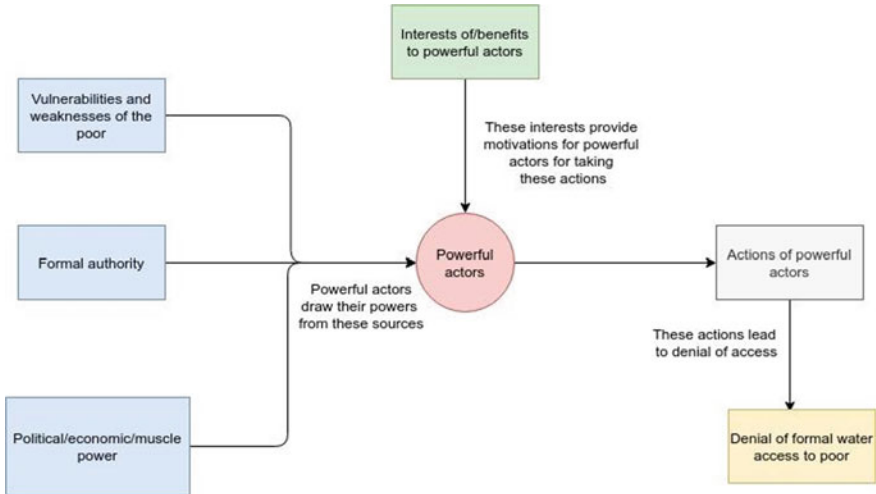 Interests of/benefits
to powerful actors
Vulnerabilities and
weaknesses of the
poor
These interests provide
motivations for powerful
actors for taking
these actions
Formal authority
Powerful
actors
Actions of powerful
actors
Powerful actors
draw their powers
from these sources
These actions lead
to denial of access
Political/economic/muscle
power
Denial of formal water
access to poor